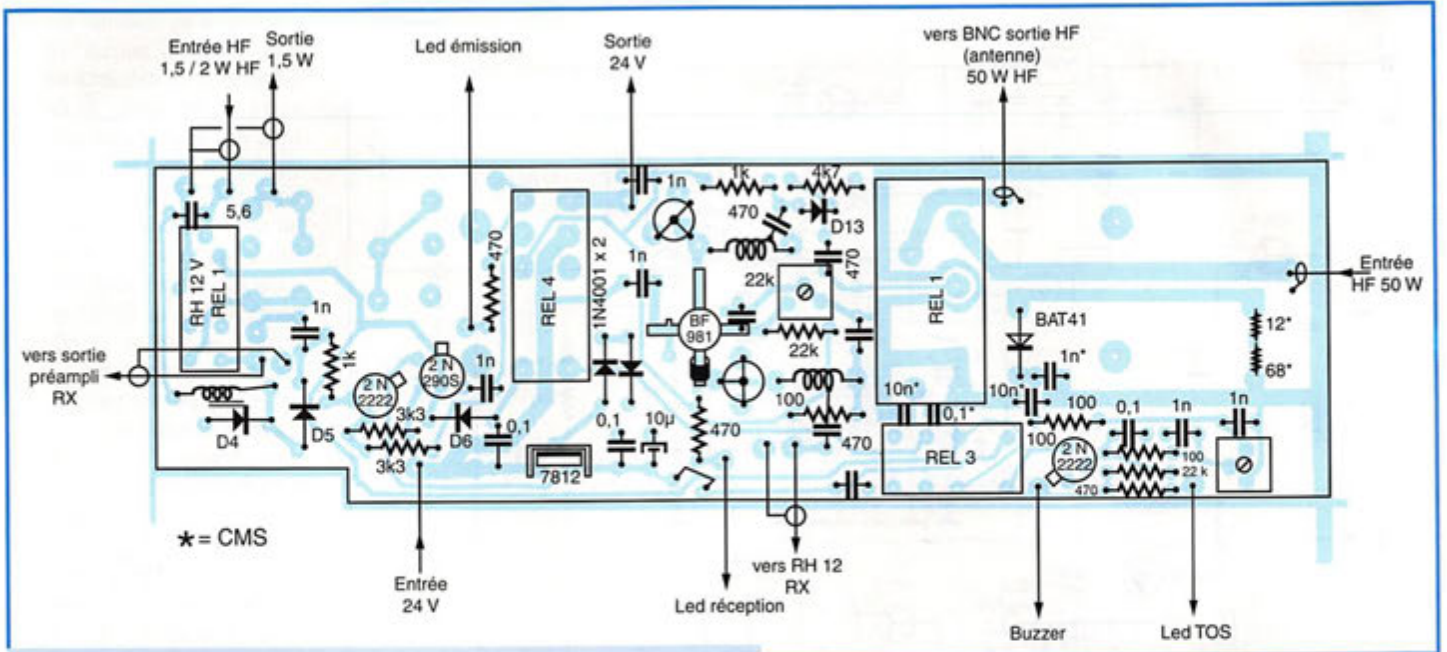 Entrée HF
1,5 / 2 W HF
Sortie
1,5 W
Led émission
Sortie
24 V
vers BNC sortie HF
(antenne)
50 W HF
1n
1k
4k7
5,6
470
D13
470
RH 12 V
REL 1
470
REL 4
1N4001 x 2
1n
22k
470
REL 1
Entrée
HF 50 W
1n
BF
981
BAT41
12*
vers sortie
préampli
RX
1k
2 N
290S
1n
22k
1n*
68*
2 N
2222
10n*
0,1*
10n*
D4
D5
3k3
D6
0,1
0,1
10µ
470
100
470
100
0,1
1n
1n
3k3
7812
REL 3
100
2 N
2222
100
22 k
470
* = CMS
Entrée
24 V
Led réception
vers RH 12
RX
Buzzer
Led TOS